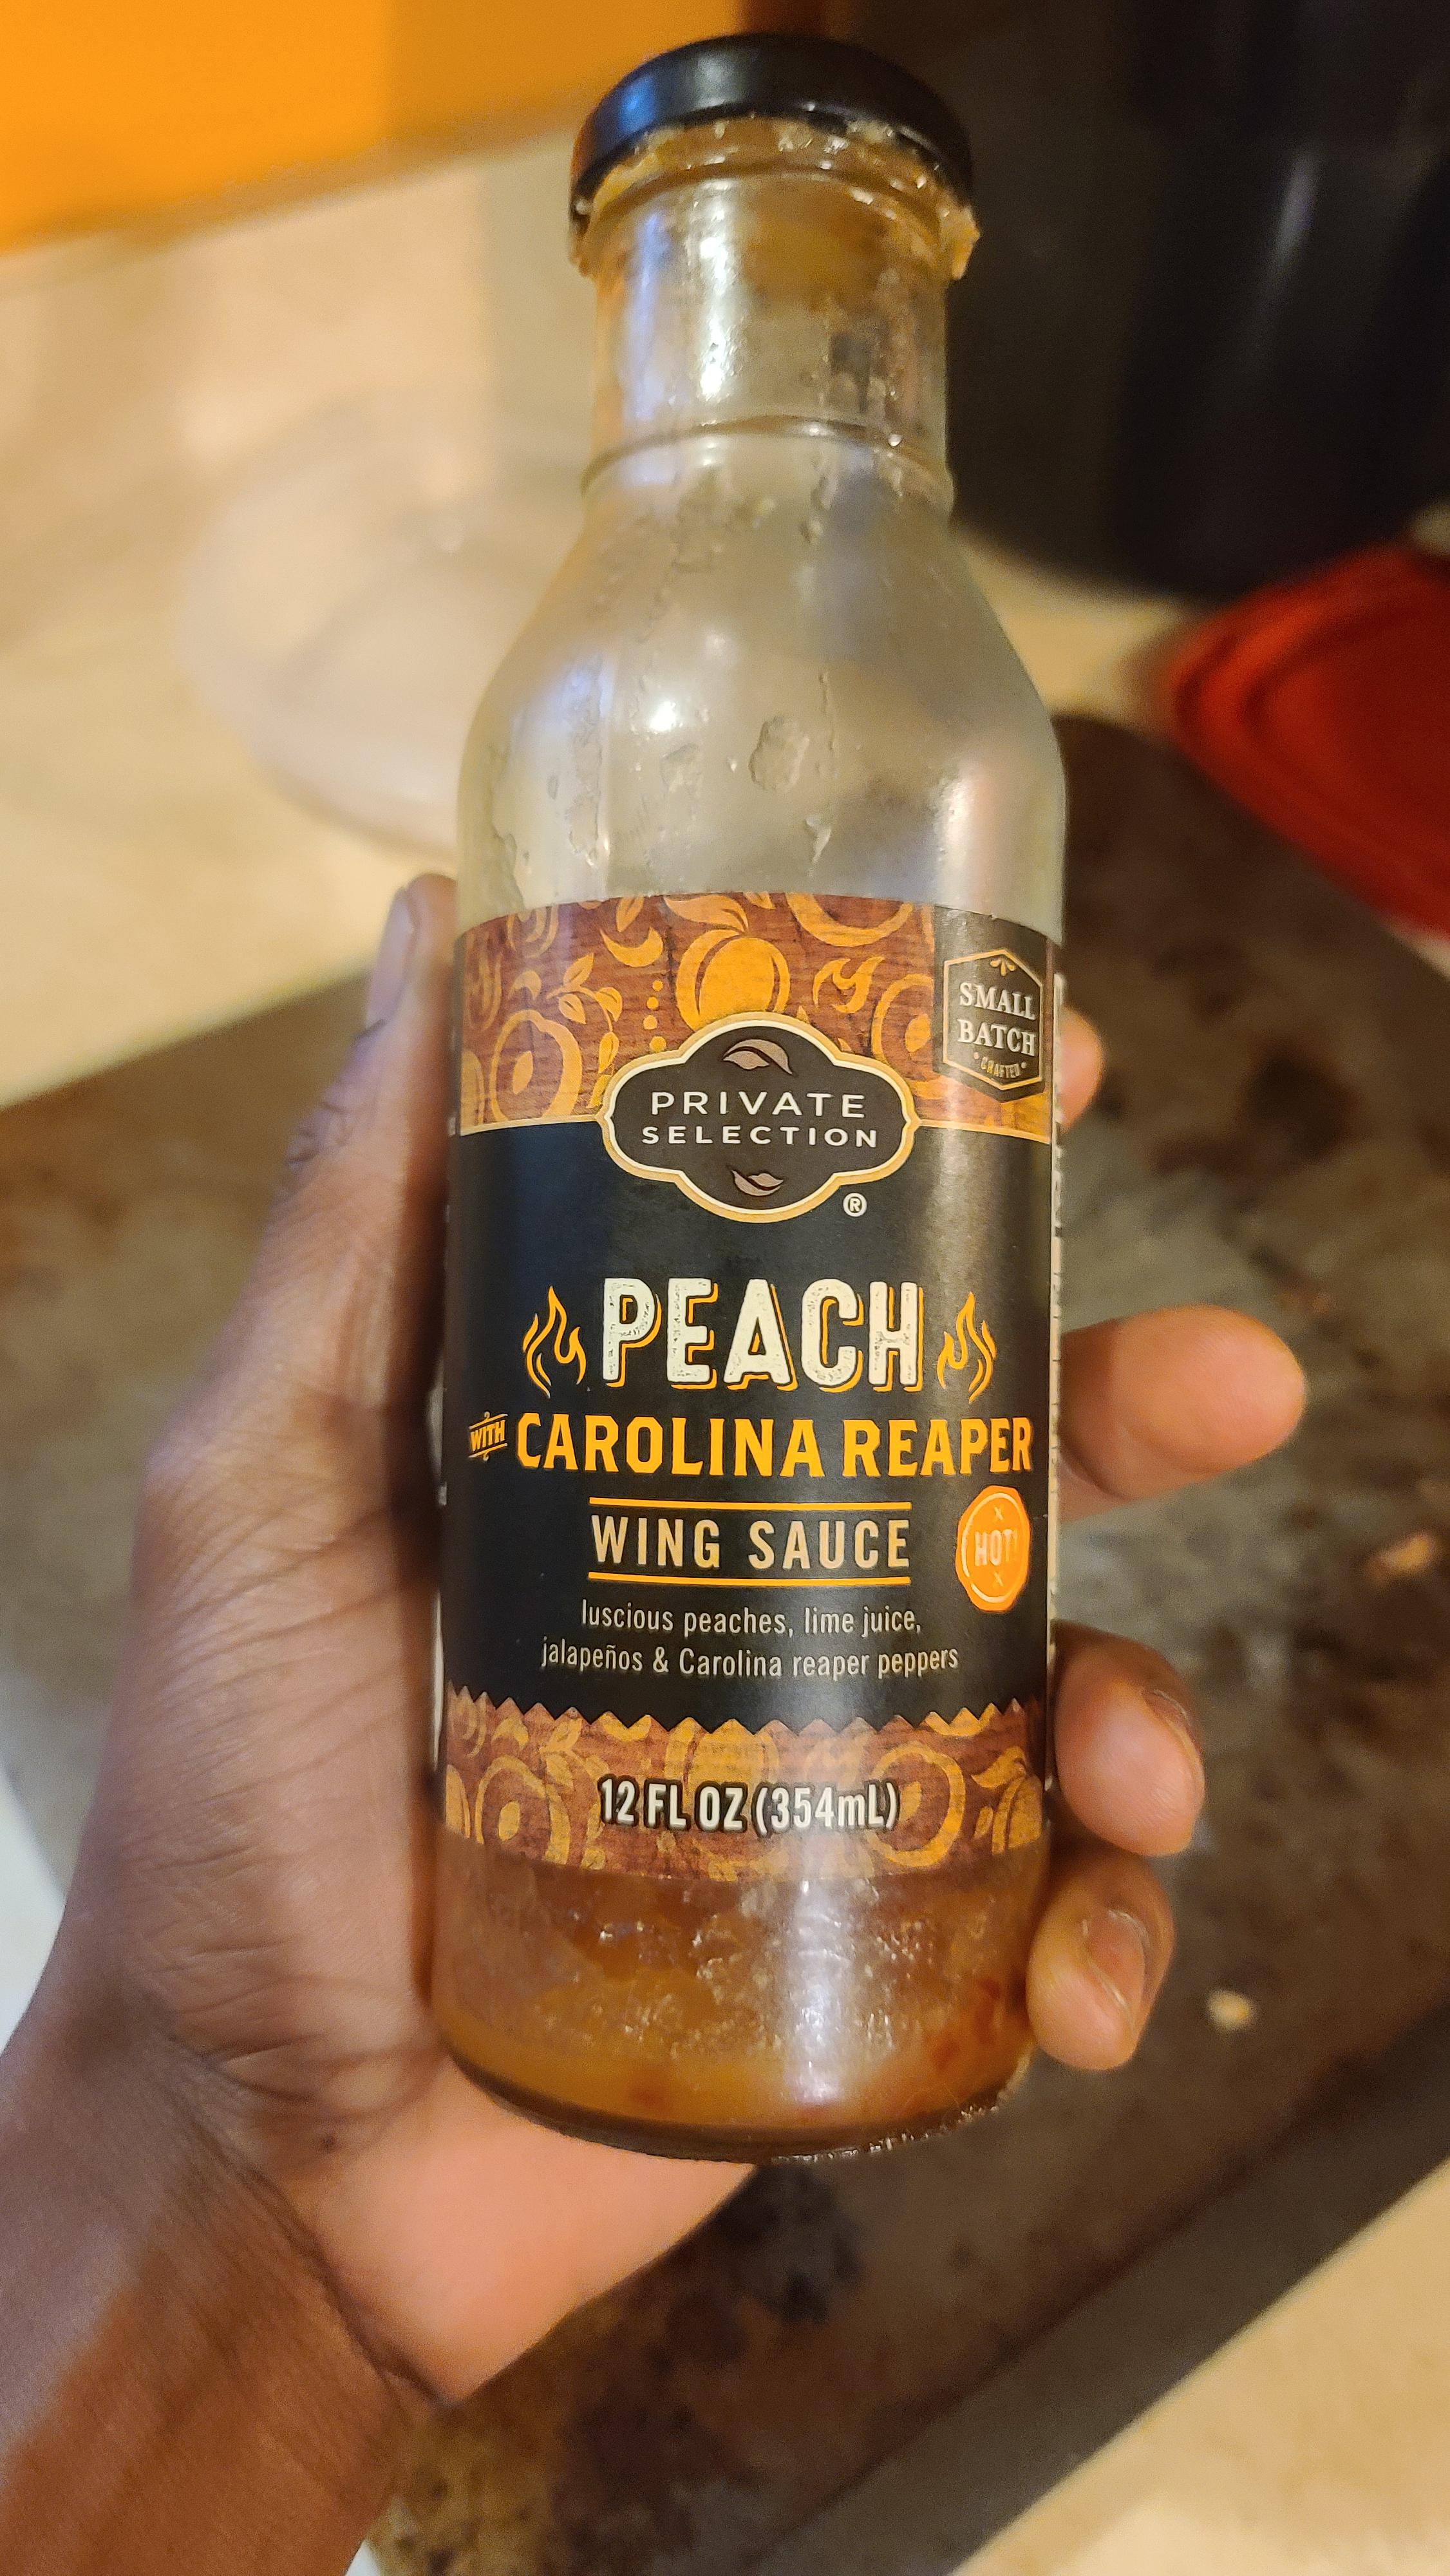 SMALL
BATCH
CRAFTED
PRIVATE
SELECTION
®
PEACH
WITH CAROLINA REAPER
WING SAUCE
HOT!
luscious peaches, lime juice,
jalapeños & Carolina reaper peppers
12 FL OZ (354mL)